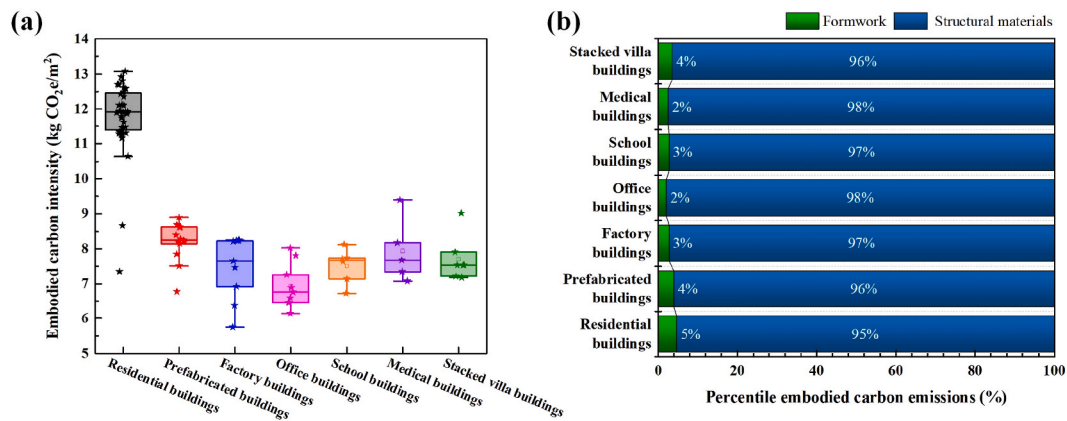 (a)
Embodied carbon intensity (kg CO₂e/m²)
14
13
12
11
10
9
8
7
6
5
Residential buildings
Prefabricated buildings
Factory buildings
Office buildings
School buildings
Medical buildings
Stacked villa buildings
(b)
Formwork
Structural materials
Stacked villa
buildings
4%
96%
Medical
buildings
2%
98%
School
buildings
3%
97%
Office
buildings
2%
98%
Factory
buildings
3%
97%
Prefabricated
buildings
4%
96%
Residential
buildings
5%
95%
0
20
40
60
80
100
Percentile embodied carbon emissions (%)